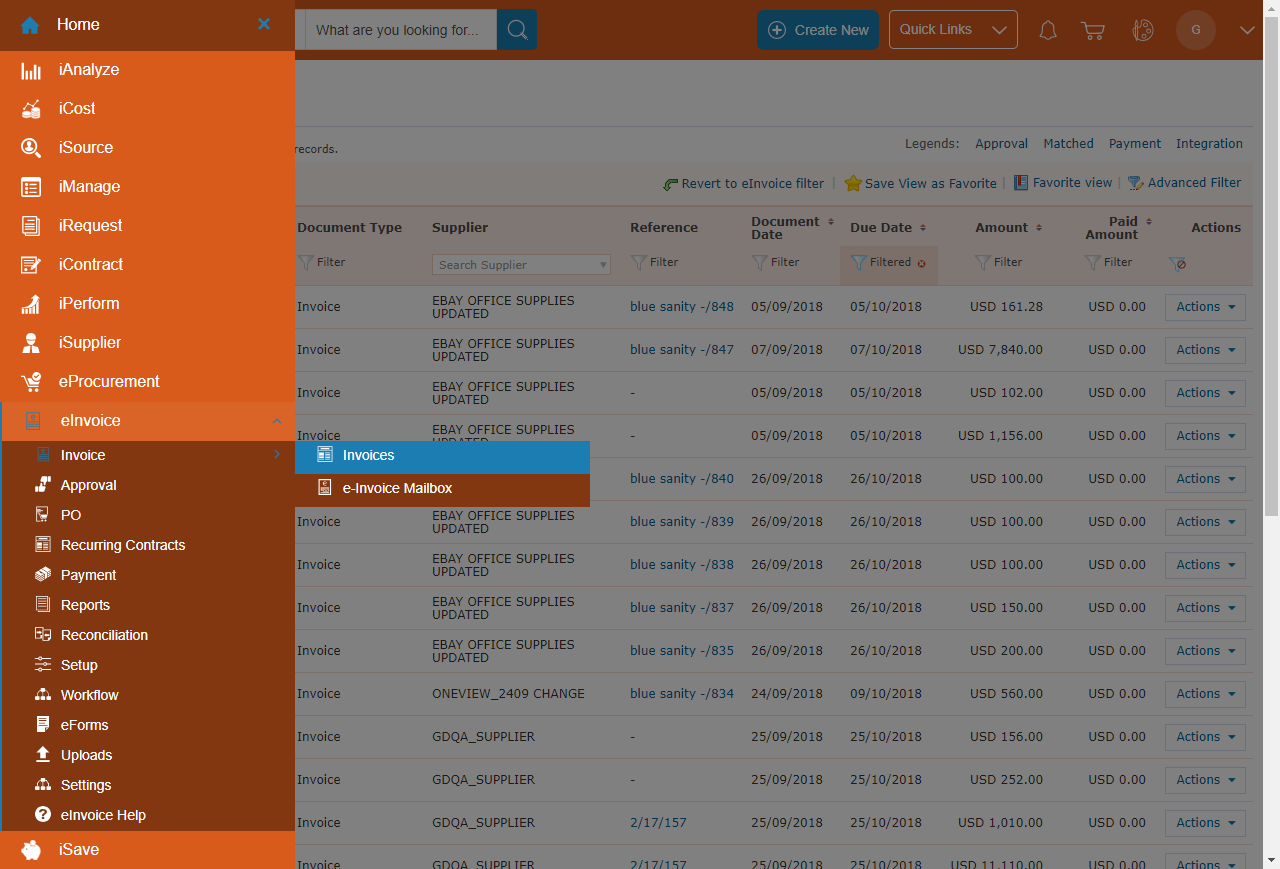 Home
What are you looking for...
Create New
Quick Links
G
iAnalyze
iCost
iSource
iManage
iRequest
iContract
iPerform
iSupplier
eProcurement
eInvoice
Invoice
Approval
PO
Recurring Contracts
Payment
Reports
Reconciliation
Setup
Workflow
eForms
Uploads
Settings
eInvoice Help
iSave
Invoices
e-Invoice Mailbox
records.
Legends: Approval Matched Payment Integration
Revert to eInvoice filter | Save View as Favorite | Favorite view | Advanced Filter
Document Type Supplier Reference Document Date Due Date Amount Paid Amount Actions
Filter Search Supplier Filter Filter Filtered Filter Filter
Invoice EBAY OFFICE SUPPLIES UPDATED blue sanity -/848 05/09/2018 05/10/2018 USD 161.28 USD 0.00 Actions
Invoice EBAY OFFICE SUPPLIES UPDATED blue sanity -/847 07/09/2018 07/10/2018 USD 7,840.00 USD 0.00 Actions
Invoice EBAY OFFICE SUPPLIES UPDATED - 05/09/2018 05/10/2018 USD 102.00 USD 0.00 Actions
Invoice EBAY OFFICE SUPPLIES - 05/09/2018 05/10/2018 USD 1,156.00 USD 0.00 Actions
blue sanity -/840 26/09/2018 26/10/2018 USD 100.00 USD 0.00 Actions
Invoice EBAY OFFICE SUPPLIES UPDATED blue sanity -/839 26/09/2018 26/10/2018 USD 100.00 USD 0.00 Actions
Invoice EBAY OFFICE SUPPLIES UPDATED blue sanity -/838 26/09/2018 26/10/2018 USD 100.00 USD 0.00 Actions
Invoice EBAY OFFICE SUPPLIES UPDATED blue sanity -/837 26/09/2018 26/10/2018 USD 150.00 USD 0.00 Actions
Invoice EBAY OFFICE SUPPLIES UPDATED blue sanity -/835 26/09/2018 26/10/2018 USD 200.00 USD 0.00 Actions
Invoice ONEVIEW_2409 CHANGE blue sanity -/834 24/09/2018 09/10/2018 USD 560.00 USD 0.00 Actions
Invoice GDQA_SUPPLIER - 25/09/2018 25/10/2018 USD 156.00 USD 0.00 Actions
Invoice GDQA_SUPPLIER - 25/09/2018 25/10/2018 USD 252.00 USD 0.00 Actions
Invoice GDQA_SUPPLIER 2/17/157 25/09/2018 25/10/2018 USD 1,010.00 USD 0.00 Actions
Invoice GDQA_SUPPLIER 2/17/157 25/09/2018 25/10/2018 USD 11,110.00 USD 0.00 Actions